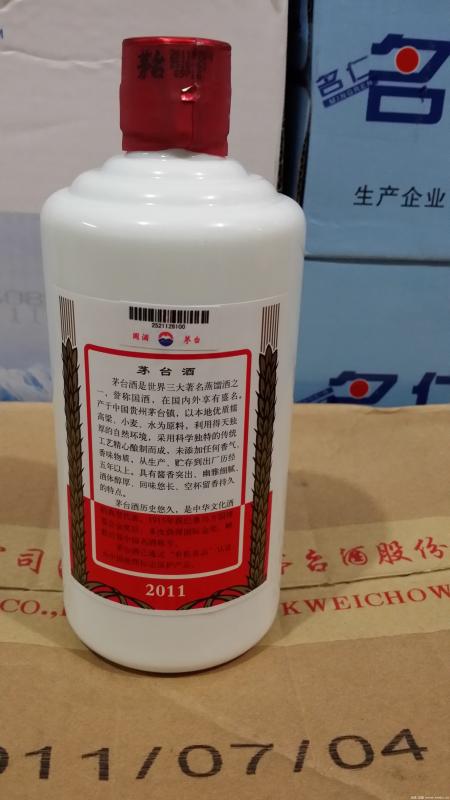 茅台
名仁
MINGREN
名
生产企业
2521128100
国酒 茅台
茅台酒
茅台酒是世界三大著名蒸馏酒之
一，誉称国酒，在国内外享有盛名。
产于中国贵州茅台镇，以本地优质糯
高粱、小麦、水为原料，利用得天独
厚的自然环境，采用科学独特的传统
工艺精心酿制而成，未添加任何香气、
香味物质，从生产、贮存到出厂历经
五年以上。具有酱香突出、幽雅细腻、
酒体醇厚、回味悠长、空杯留香持久
的特点。
茅台酒历史悠久，是中华文化酒
2011
司
台酒股份
CO.,L
KWEICHOW
011/07/04